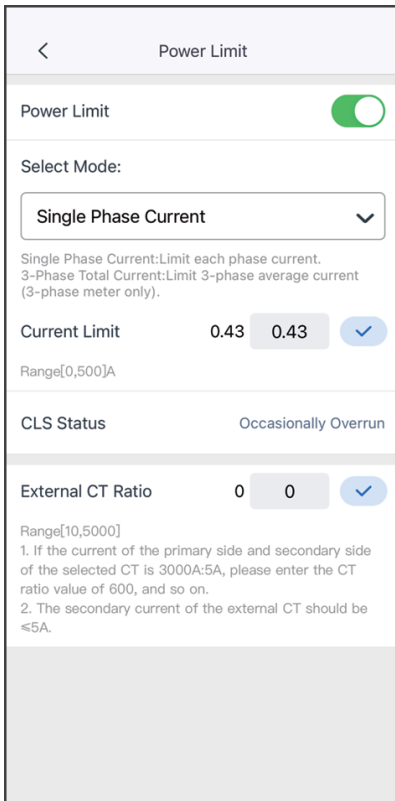 Power Limit
Power Limit
Select Mode:
Single Phase Current
Single Phase Current:Limit each phase current.
3-Phase Total Current:Limit 3-phase average current
(3-phase meter only).
Current Limit 0.43 0.43
Range[0,500]A
CLS Status Occasionally Overrun
External CT Ratio 0 0
Range[10,5000]
1. If the current of the primary side and secondary side
of the selected CT is 3000A:5A, please enter the CT
ratio value of 600, and so on.
2. The secondary current of the external CT should be
≤5A.